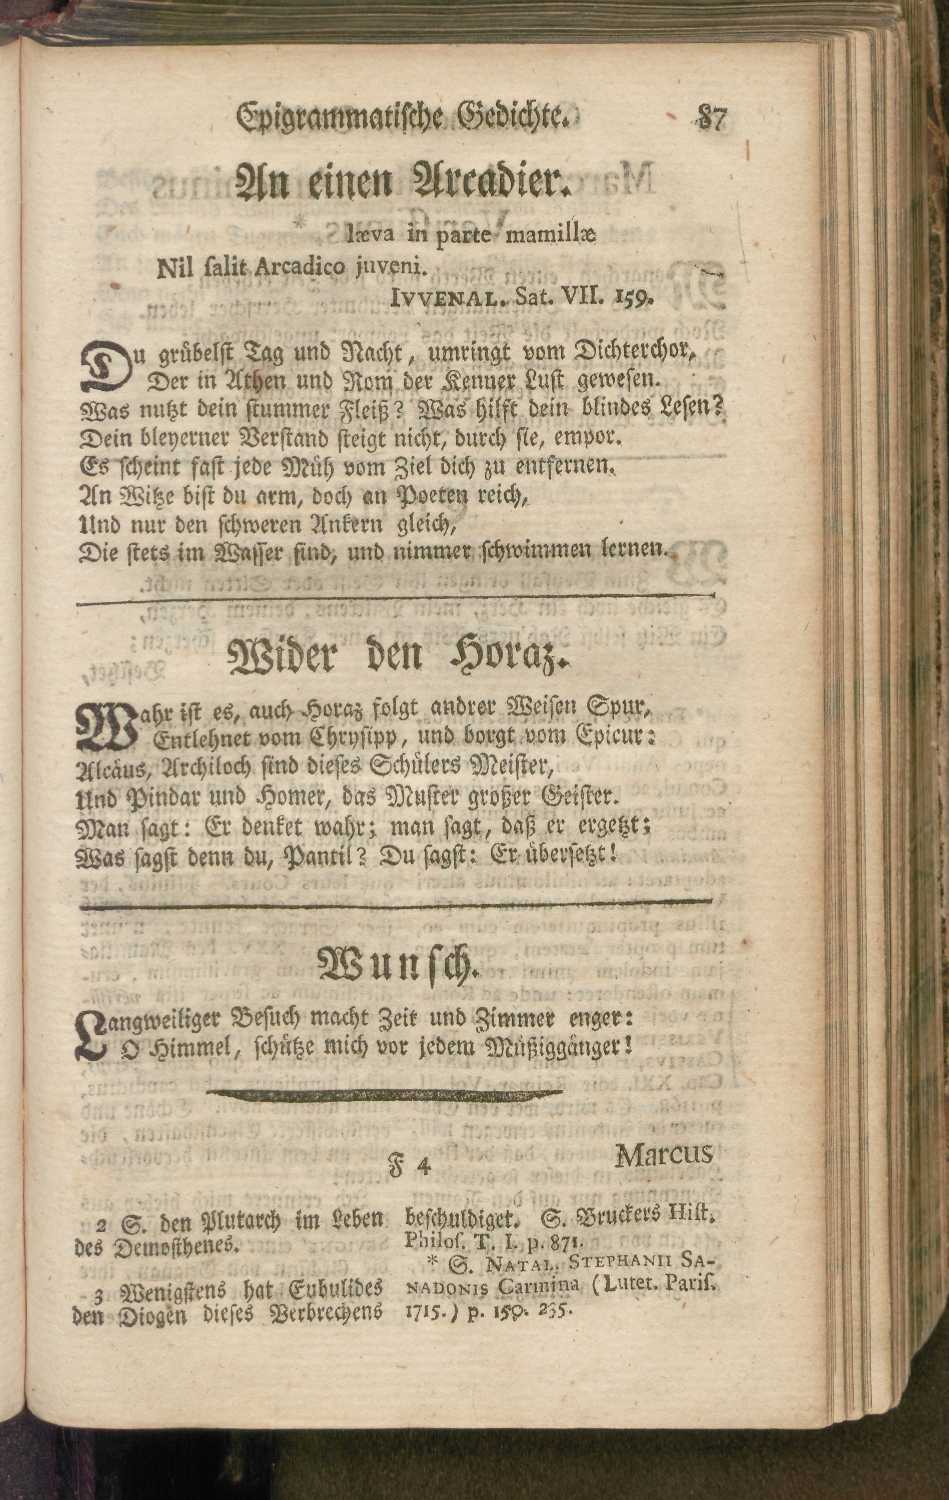 Epigrammatische Gedichte. 87
An einen Arcadier.
læva in parte mamillæ
Nil salit Arcadico juveni.
IVVENAL. Sat. VII. 159.
Du grübelst Tag und Nacht, umringt vom Dichterchor,
Der in Athen und Rom der Kenner Lust gewesen.
Was nutzt dein stummer Fleiß? Was hilft dein blindes Lesen?
Dein bleyerner Verstand steigt nicht, durch sie, empor.
Es scheint fast jede Müh vom Ziel dich zu entfernen.
An Witze bist du arm, doch an Poeten reich,
Und nur den schweren Ankern gleich,
Die stets im Wasser sind, und nimmer schwimmen lernen.
Wider den Horaz.
Wahr ist es, auch Horaz folgt andrer Weisen Spur,
Entlehnet vom Chrysipp, und borgt vom Epicur:
Alcäus, Archiloch sind dieses Schülers Meister,
Und Pindar und Homer, das Muster großer Geister.
Man sagt: Er denket wahr; man sagt, daß er ergetzt;
Was sagst denn du, Pantil? Du sagst: Er übersetzt!
Wunsch.
Langweiliger Besuch macht Zeit und Zimmer enger:
O Himmel, schütze mich vor jedem Müßiggänger!
F 4 Marcus
2 S. den Plutarch im Leben
des Demosthenes.
3 Wenigstens hat Eubulides
den Diogen dieses Verbrechens
beschuldiget. S. Bruckers Hist.
Philos. T. I. p. 871.
* S. NATAL. STEPHANII SA-
NADONIS Carmina (Lutet. Paris.
1715.) p. 159. 235.